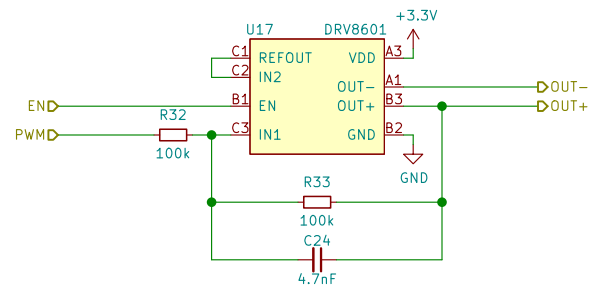 +3.3V
U17 DRV8601
C1 REFOUT VDD A3
C2 IN2
OUT- A1 OUT-
EN B1 EN OUT+ B3 OUT+
R32
PWM C3 IN1 GND B2
100k
GND
R33
100k
C24
4.7nF